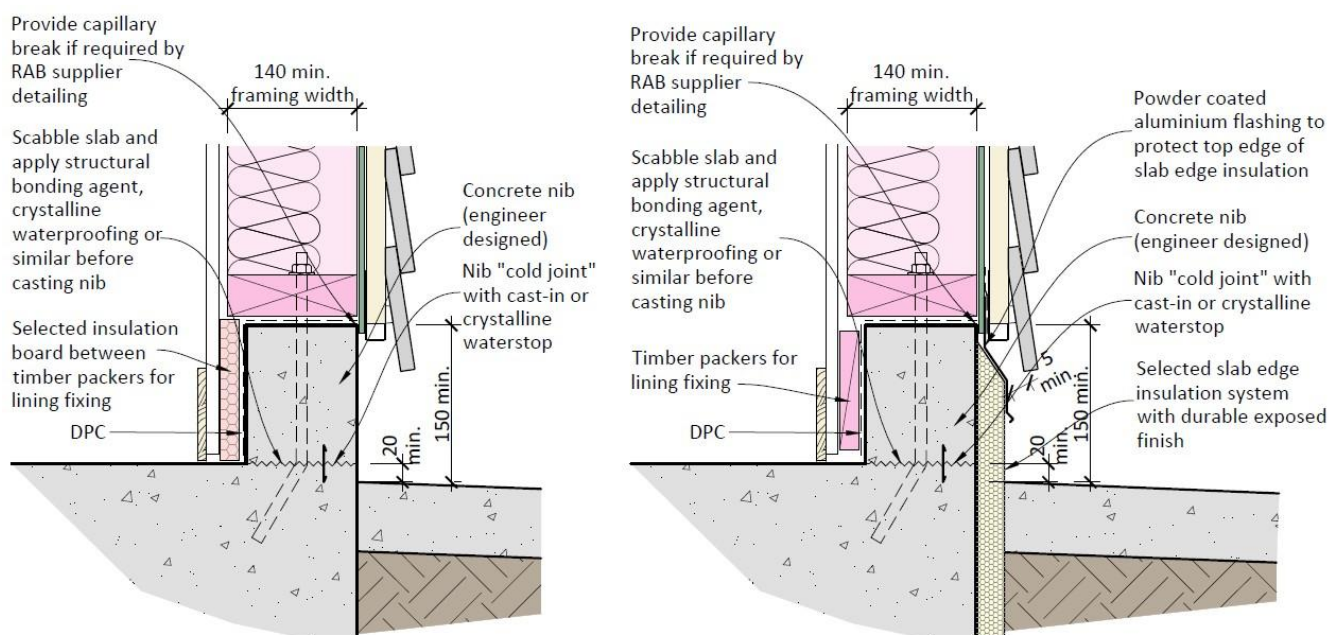 Provide capillary
break if required by
RAB supplier
detailing
140 min.
framing width
Scabble slab and
apply structural
bonding agent,
crystalline
waterproofing or
similar before
casting nib
Concrete nib
(engineer
designed)
Nib "cold joint"
with cast-in or
crystalline
waterstop
Selected insulation
board between
timber packers for
lining fixing
DPC
20
min.
150 min.
Provide capillary
break if required by
RAB supplier
detailing
140 min.
framing width
Powder coated
aluminium flashing to
protect top edge of
slab edge insulation
Scabble slab and
apply structural
bonding agent,
crystalline
waterproofing or
similar before
casting nib
Concrete nib
(engineer designed)
Nib "cold joint" with
cast-in or crystalline
waterstop
5
min.
Timber packers for
lining fixing
DPC
Selected slab edge
insulation system
with durable exposed
finish
20
min.
150 min.